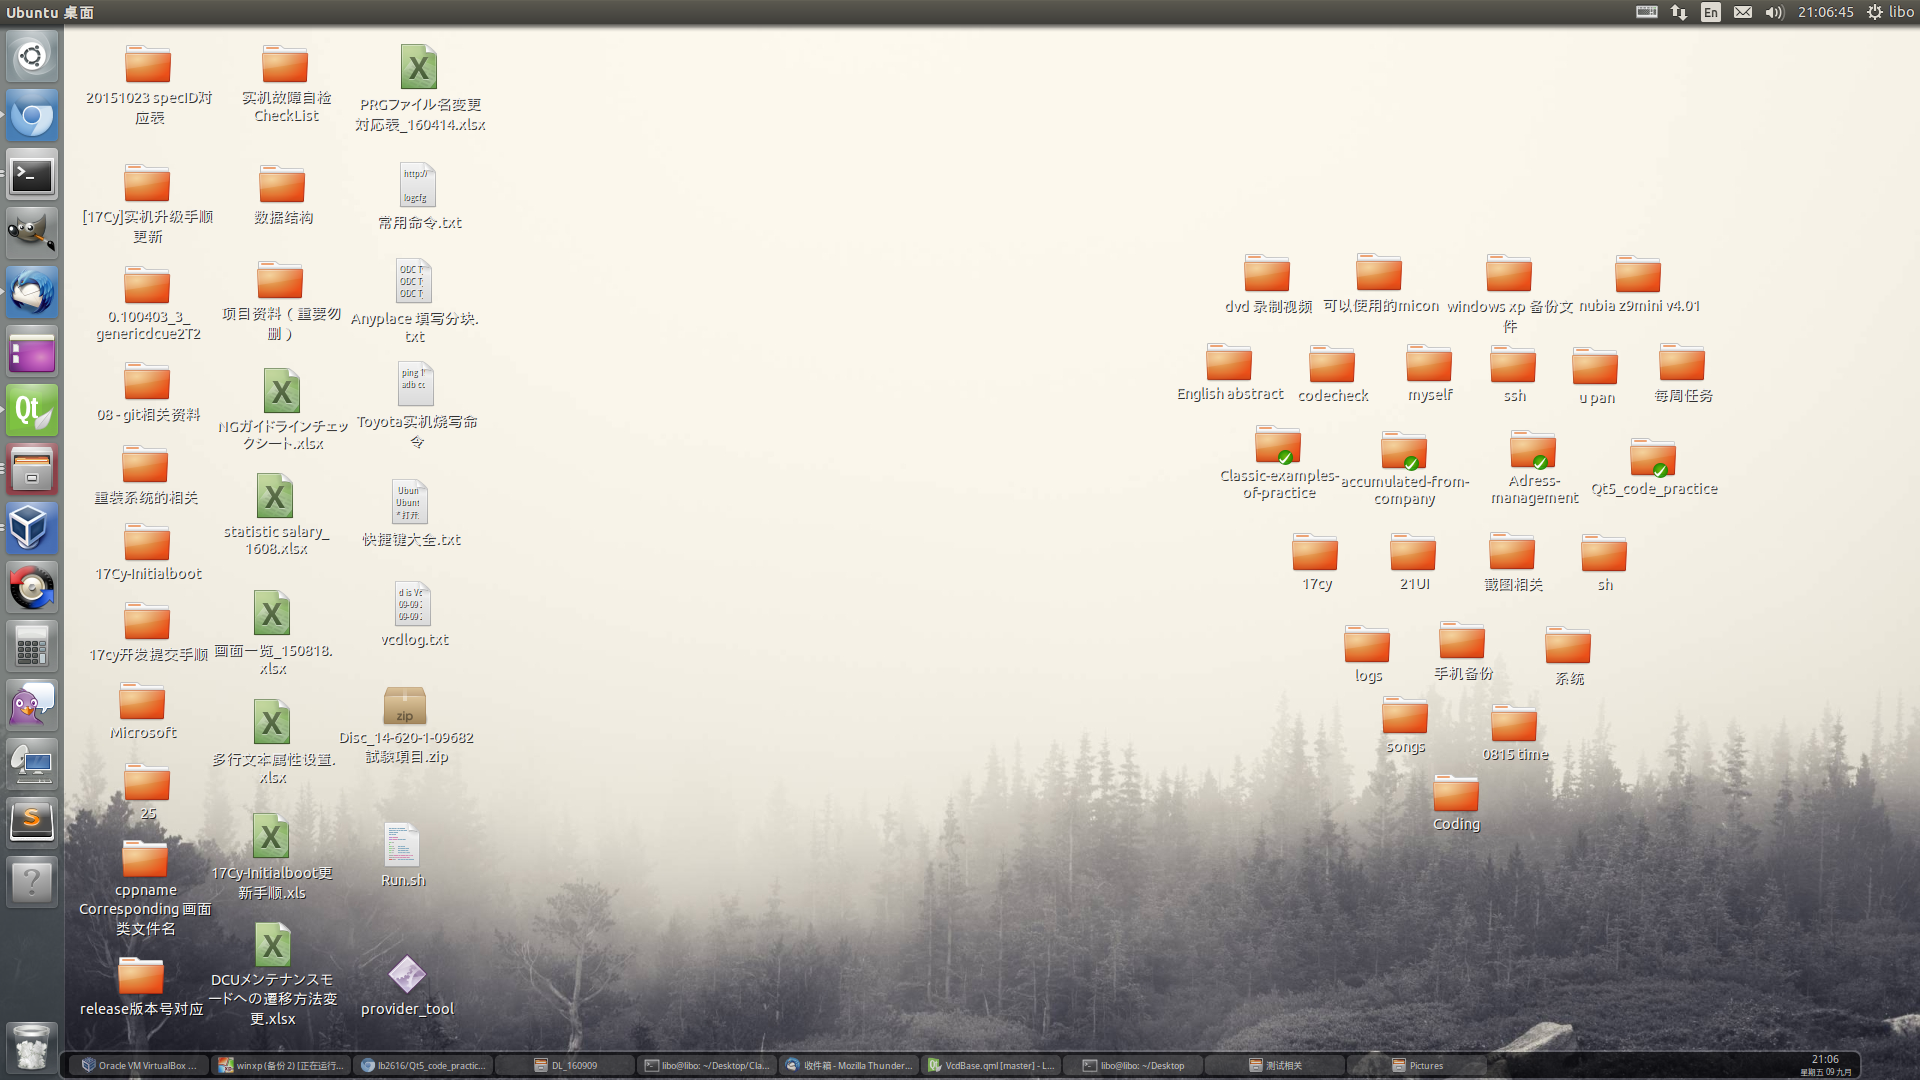 Ubuntu 桌面
En
21:06:45
libo
20151023 specID对
应表
实机故障自检
CheckList
PRGファイル名変更
対応表_160414.xlsx
[17Cy]实机升级手顺
更新
数据结构
http://
logcfg
常用命令.txt
0.100403_3_
genericdcue2T2
项目资料（重要勿
删）
ODC T
ODC T
ODC T
Anyplace 填写分块.
txt
08 - git相关资料
NGガイドラインチェッ
クシート.xlsx
ping 1
adb cc
Toyota实机烧写命
令
重装系统的相关
statistic salary_
1608.xlsx
Ubun
Ubunt
* 打开
快捷键大全.txt
17Cy-Initialboot
17cy开发提交手顺
画面一览_150818.
xlsx
d is Vc
09-09
09-09
vcdlog.txt
Microsoft
多行文本属性设置.
xlsx
zip
Disc_14-620-1-09682
試験項目.zip
25
17Cy-Initialboot更
新手顺.xls
Run.sh
cppname
Corresponding 画面
类文件名
release版本号对应
DCUメンテナンスモ
ードへの遷移方法変
更.xlsx
provider_tool
dvd 录制视频
可以使用的micon
windows xp 备份文
件
nubia z9mini v4.01
English abstract
codecheck
myself
ssh
u pan
每周任务
Classic-examples-
of-practice
accumulated-from-
company
Adress-
management
Qt5_code_practice
17cy
21UI
截图相关
sh
logs
手机备份
系统
songs
0815 time
Coding
Qt
Oracle VM VirtualBox ...
winxp (备份 2) [正在运行...
lb2616/Qt5_code_practic...
DL_160909
libo@libo: ~/Desktop/Cla...
收件箱 - Mozilla Thunder...
VcdBase.qml [master] - L...
libo@libo: ~/Desktop
测试相关
Pictures
21:06
星期五 09 九月